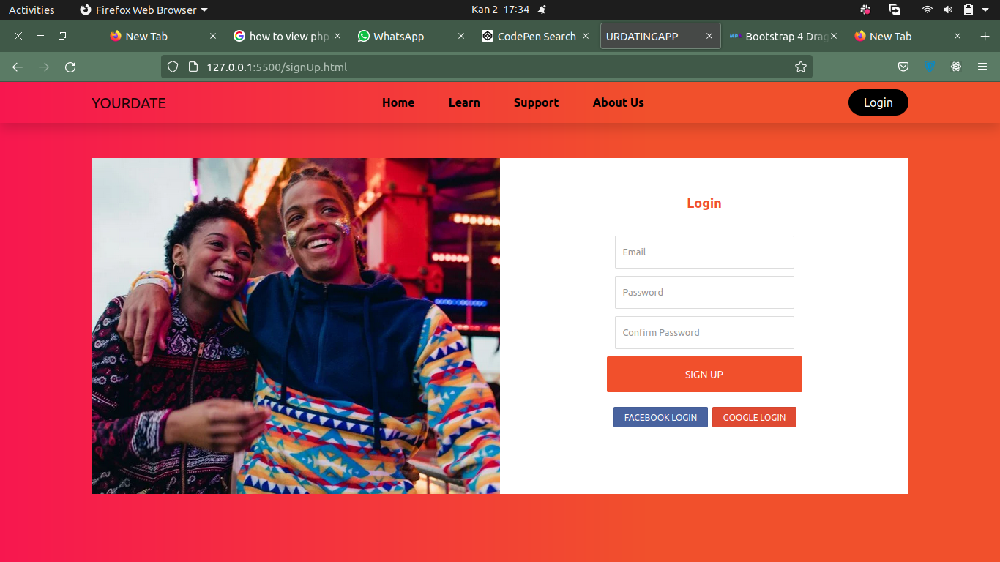 Activities Firefox Web Browser Kan 2 17:34
New Tab how to view php WhatsApp CodePen Search URDATINGAPP Bootstrap 4 Drag New Tab
127.0.0.1:5500/signUp.html
YOURDATE Home Learn Support About Us Login
Login
Email
Password
Confirm Password
SIGN UP
FACEBOOK LOGIN GOOGLE LOGIN